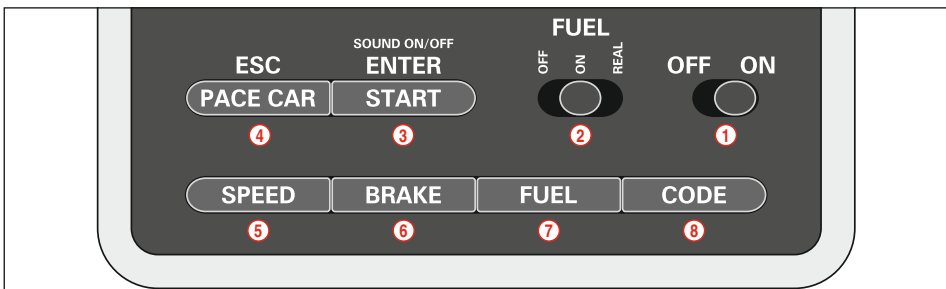 FUEL
SOUND ON/OFF
ESC ENTER OFF ON REAL OFF ON
PACE CAR START
4 3 2 1
SPEED BRAKE FUEL CODE
5 6 7 8